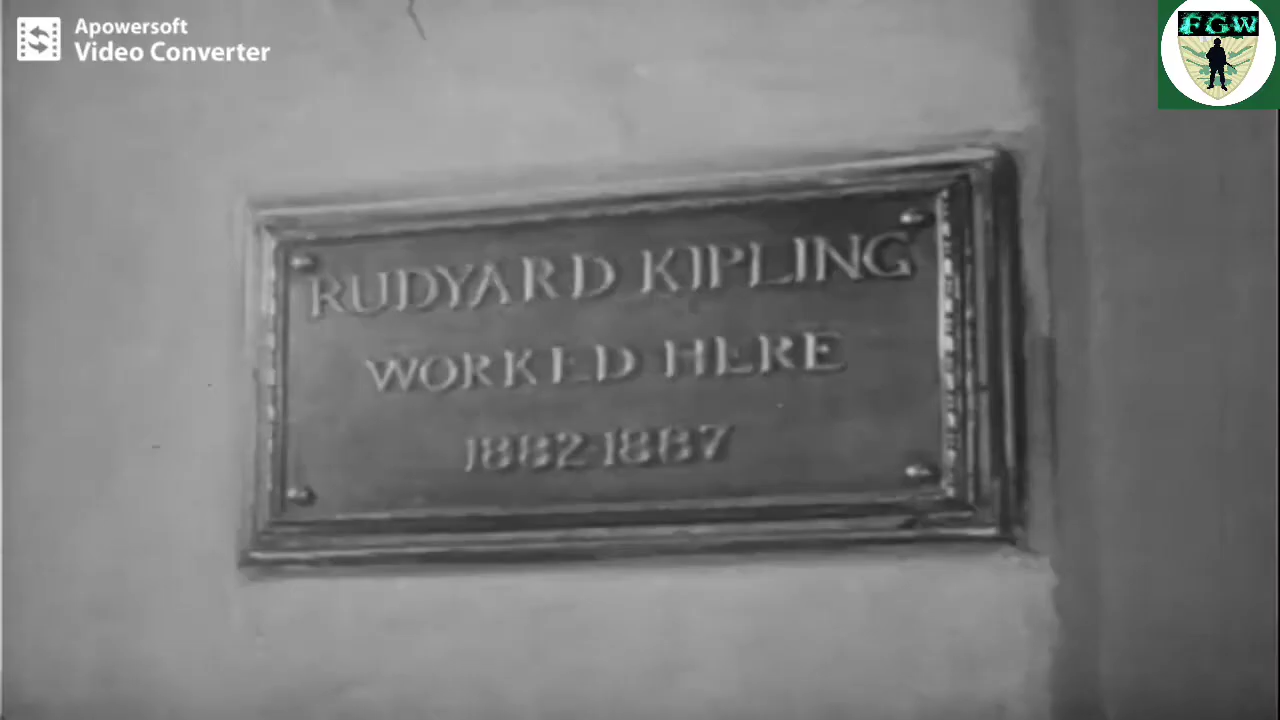 Apowersoft
Video Converter
FGW
RUDYARD KIPLING
WORKED HERE
1882-1887